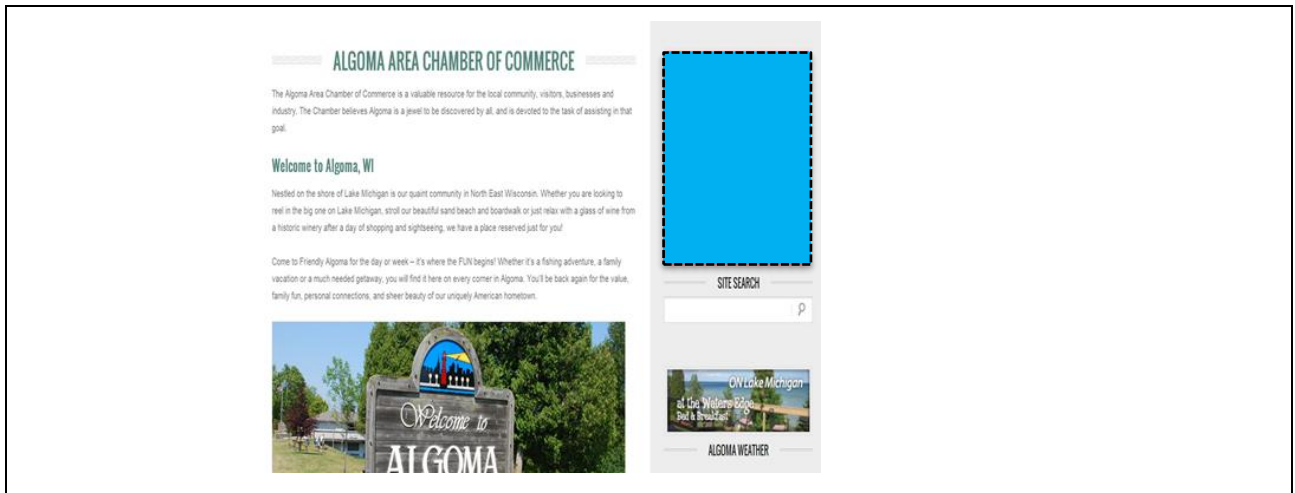 ALGOMA AREA CHAMBER OF COMMERCE
The Algoma Area Chamber of Commerce is a valuable resource for the local community, visitors, businesses and
industry. The Chamber believes Algoma is a jewel to be discovered by all, and is devoted to the task of assisting in that
goal.
Welcome to Algoma, WI
Nestled on the shore of Lake Michigan is our quaint community in North East Wisconsin. Whether you are looking to
reel in the big one on Lake Michigan, stroll our beautiful sand beach and boardwalk or just relax with a glass of wine from
a historic winery after a day of shopping and sightseeing, we have a place reserved just for you!
Come to Friendly Algoma for the day or week – it's where the FUN begins! Whether it's a fishing adventure, a family
vacation or a much needed getaway, you will find it here on every corner in Algoma. You'll be back again for the value,
family fun, personal connections, and sheer beauty of our uniquely American hometown.
Welcome to
ALGOMA
SITE SEARCH
ON Lake Michigan
at the Waters Edge
Bed & Breakfast
ALGOMA WEATHER